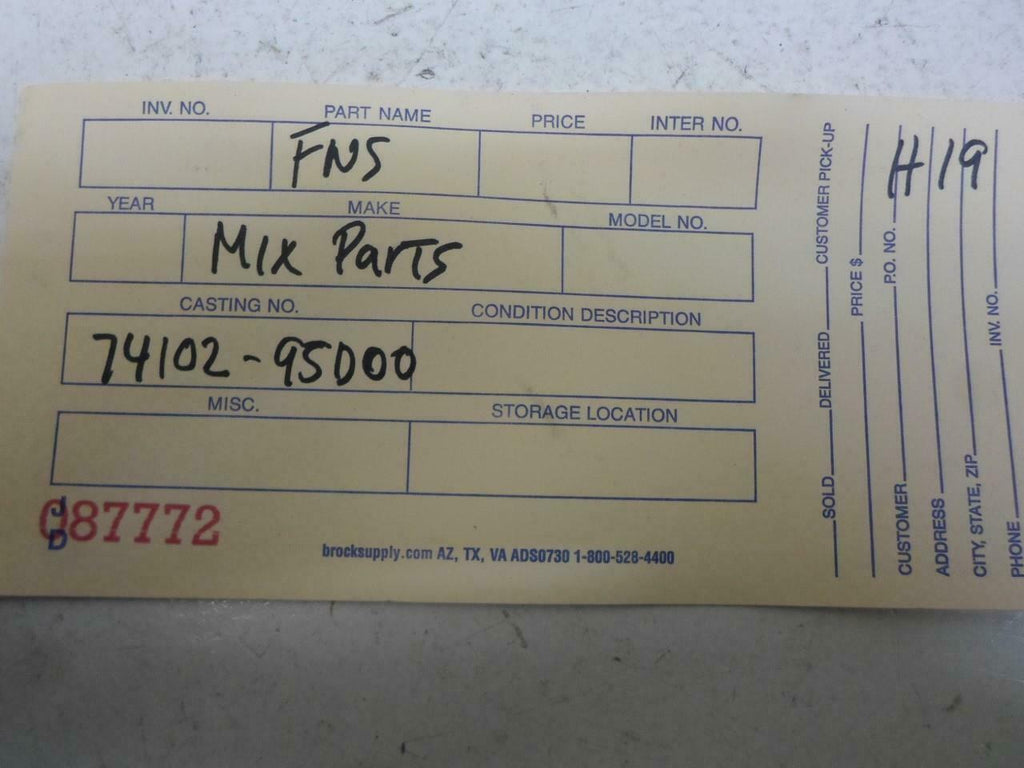 INV. NO. PART NAME PRICE INTER NO.
FNS
YEAR MAKE MODEL NO.
MIX PARTS
CASTING NO. CONDITION DESCRIPTION
74102-95D00
MISC. STORAGE LOCATION
087772
JD
brocksupply.com AZ, TX, VA ADS0730 1-800-528-4400
SOLD DELIVERED CUSTOMER PICK-UP
PRICE $
CUSTOMER P.O. NO.
ADDRESS
CITY, STATE, ZIP
PHONE INV. NO.
H19